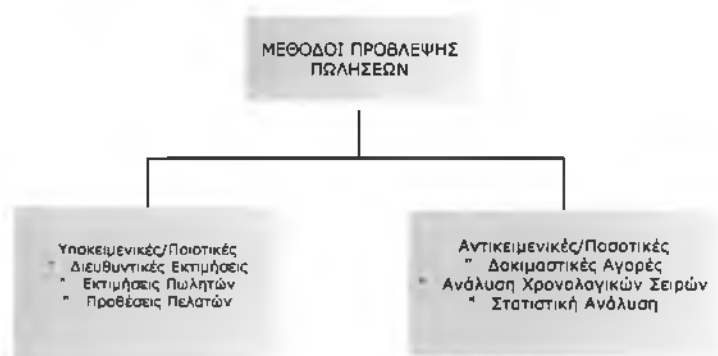 ΜΕΘΟΔΟΙ ΠΡΟΒΛΕΨΗΣ
ΠΩΛΗΣΕΩΝ
Υποκειμενικές/Ποιοτικές
" Διευθυντικές Εκτιμήσεις
" Εκτιμήσεις Πωλητών
" Προθέσεις Πελατών
Αντικειμενικές/Ποσοτικές
" Δοκιμαστικές Αγορές
" Ανάλυση Χρονολογικών Σειρών
" Στατιστική Ανάλυση